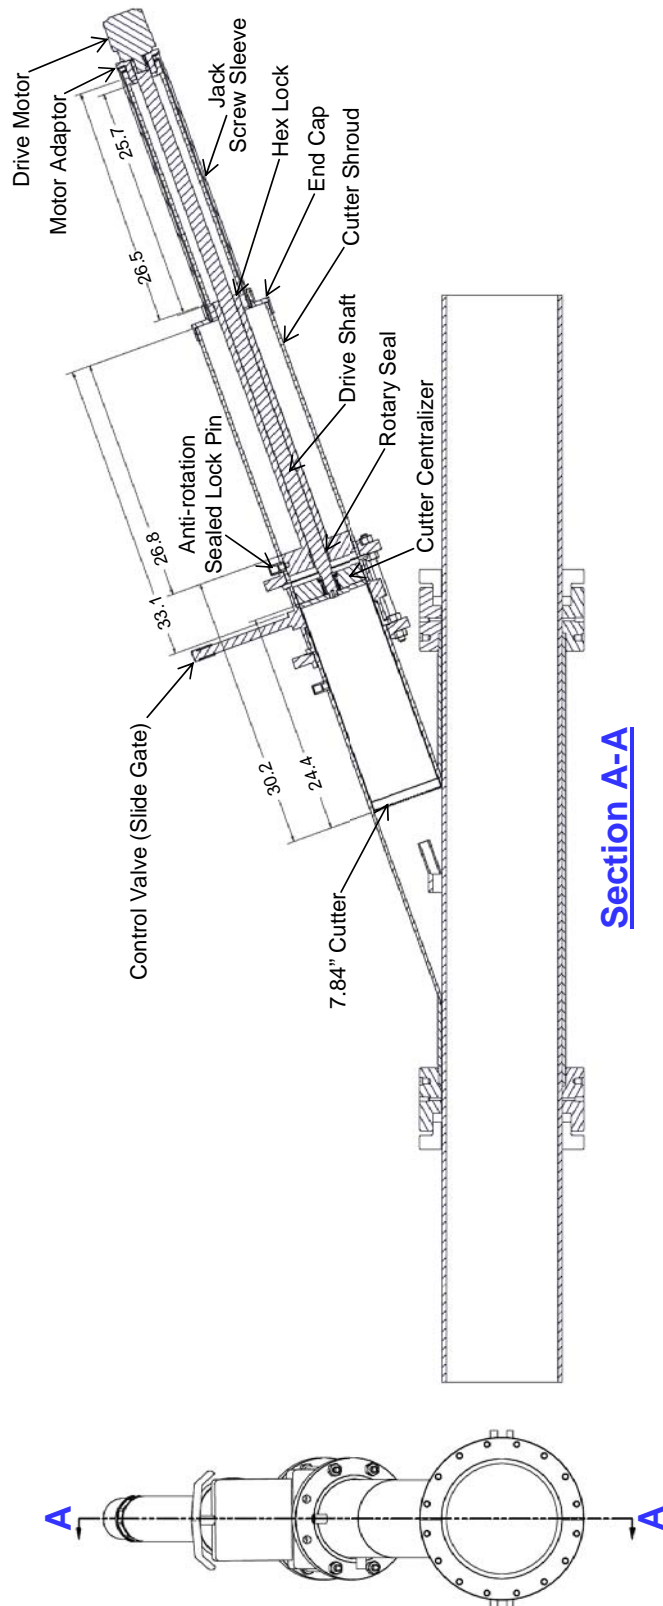 Drive Motor
Motor Adaptor
25.7
26.5
Jack
Screw Sleeve
Hex Lock
End Cap
Cutter Shroud
Anti-rotation
Sealed Lock Pin
26.8
33.1
Drive Shaft
Rotary Seal
Cutter Centralizer
Control Valve (Slide Gate)
30.2
24.4
7.84” Cutter
Section A-A
A
A